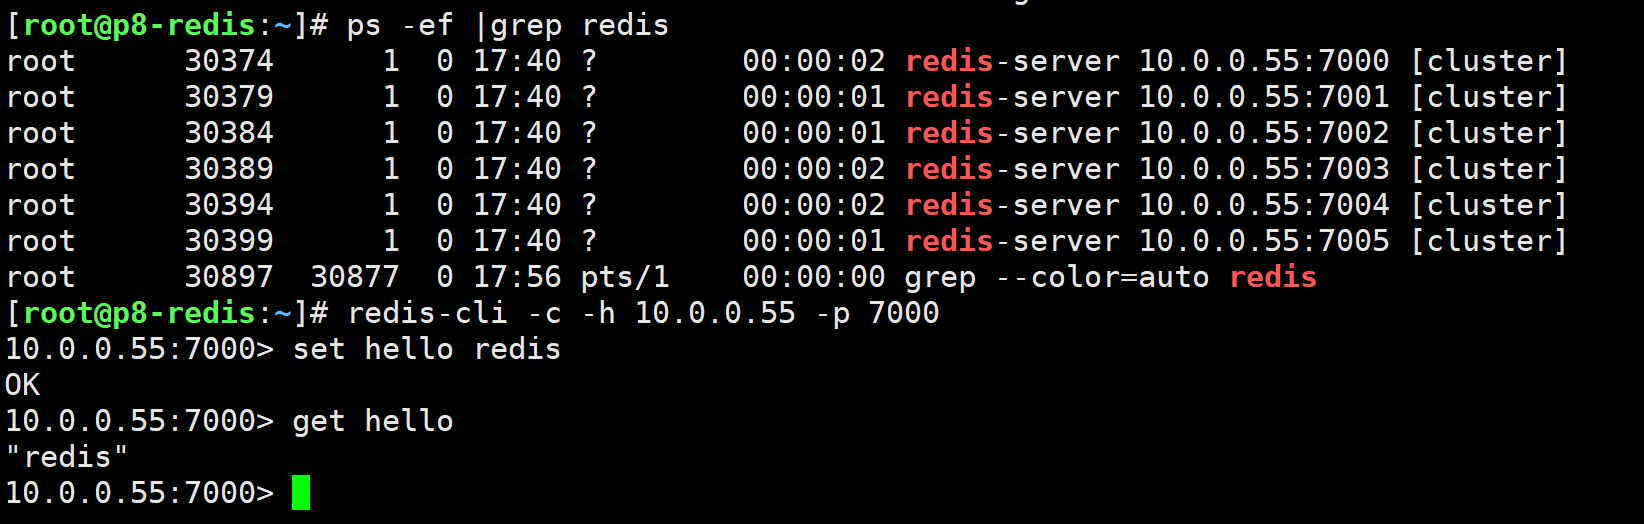 [root@p8-redis:~]# ps -ef |grep redis
root      30374      1  0 17:40 ?        00:00:02 redis-server 10.0.0.55:7000 [cluster]
root      30379      1  0 17:40 ?        00:00:01 redis-server 10.0.0.55:7001 [cluster]
root      30384      1  0 17:40 ?        00:00:01 redis-server 10.0.0.55:7002 [cluster]
root      30389      1  0 17:40 ?        00:00:02 redis-server 10.0.0.55:7003 [cluster]
root      30394      1  0 17:40 ?        00:00:02 redis-server 10.0.0.55:7004 [cluster]
root      30399      1  0 17:40 ?        00:00:01 redis-server 10.0.0.55:7005 [cluster]
root      30897  30877  0 17:56 pts/1    00:00:00 grep --color=auto redis
[root@p8-redis:~]# redis-cli -c -h 10.0.0.55 -p 7000
10.0.0.55:7000> set hello redis
OK
10.0.0.55:7000> get hello
"redis"
10.0.0.55:7000>